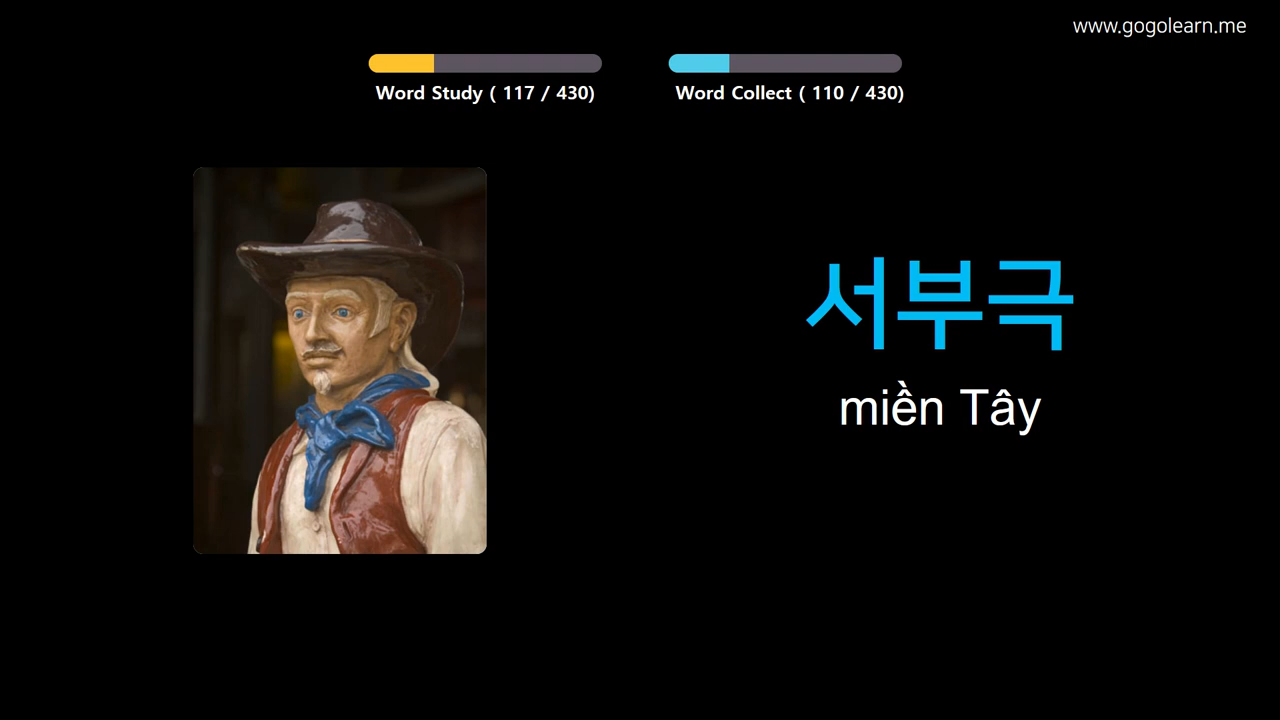 www.gogolearn.me
Word Study ( 117 / 430)
Word Collect ( 110 / 430)
서부극
miền Tây